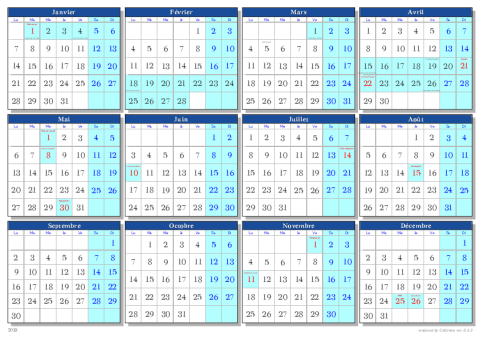 Janvier
Lu Ma Me Je Ve Sa Di
1 2 3 4 5 6
7 8 9 10 11 12 13
14 15 16 17 18 19 20
21 22 23 24 25 26 27
28 29 30 31
Février
Lu Ma Me Je Ve Sa Di
1 2 3
4 5 6 7 8 9 10
11 12 13 14 15 16 17
18 19 20 21 22 23 24
25 26 27 28
Mars
Lu Ma Me Je Ve Sa Di
1 2 3
4 5 6 7 8 9 10
11 12 13 14 15 16 17
18 19 20 21 22 23 24
25 26 27 28 29 30 31
Avril
Lu Ma Me Je Ve Sa Di
1 2 3 4 5 6 7
8 9 10 11 12 13 14
15 16 17 18 19 20 21
22 23 24 25 26 27 28
29 30
Mai
Lu Ma Me Je Ve Sa Di
1 2 3 4 5
6 7 8 9 10 11 12
13 14 15 16 17 18 19
20 21 22 23 24 25 26
27 28 29 30 31
Juin
Lu Ma Me Je Ve Sa Di
1 2
3 4 5 6 7 8 9
10 11 12 13 14 15 16
17 18 19 20 21 22 23
24 25 26 27 28 29 30
Juillet
Lu Ma Me Je Ve Sa Di
1 2 3 4 5 6 7
8 9 10 11 12 13 14
15 16 17 18 19 20 21
22 23 24 25 26 27 28
29 30 31
Août
Lu Ma Me Je Ve Sa Di
1 2 3 4
5 6 7 8 9 10 11
12 13 14 15 16 17 18
19 20 21 22 23 24 25
26 27 28 29 30 31
Septembre
Lu Ma Me Je Ve Sa Di
1
2 3 4 5 6 7 8
9 10 11 12 13 14 15
16 17 18 19 20 21 22
23 24 25 26 27 28 29
30
Octobre
Lu Ma Me Je Ve Sa Di
1 2 3 4 5 6
7 8 9 10 11 12 13
14 15 16 17 18 19 20
21 22 23 24 25 26 27
28 29 30 31
Novembre
Lu Ma Me Je Ve Sa Di
1 2 3
4 5 6 7 8 9 10
11 12 13 14 15 16 17
18 19 20 21 22 23 24
25 26 27 28 29 30
Décembre
Lu Ma Me Je Ve Sa Di
1
2 3 4 5 6 7 8
9 10 11 12 13 14 15
16 17 18 19 20 21 22
23 24 25 26 27 28 29
30 31
2019